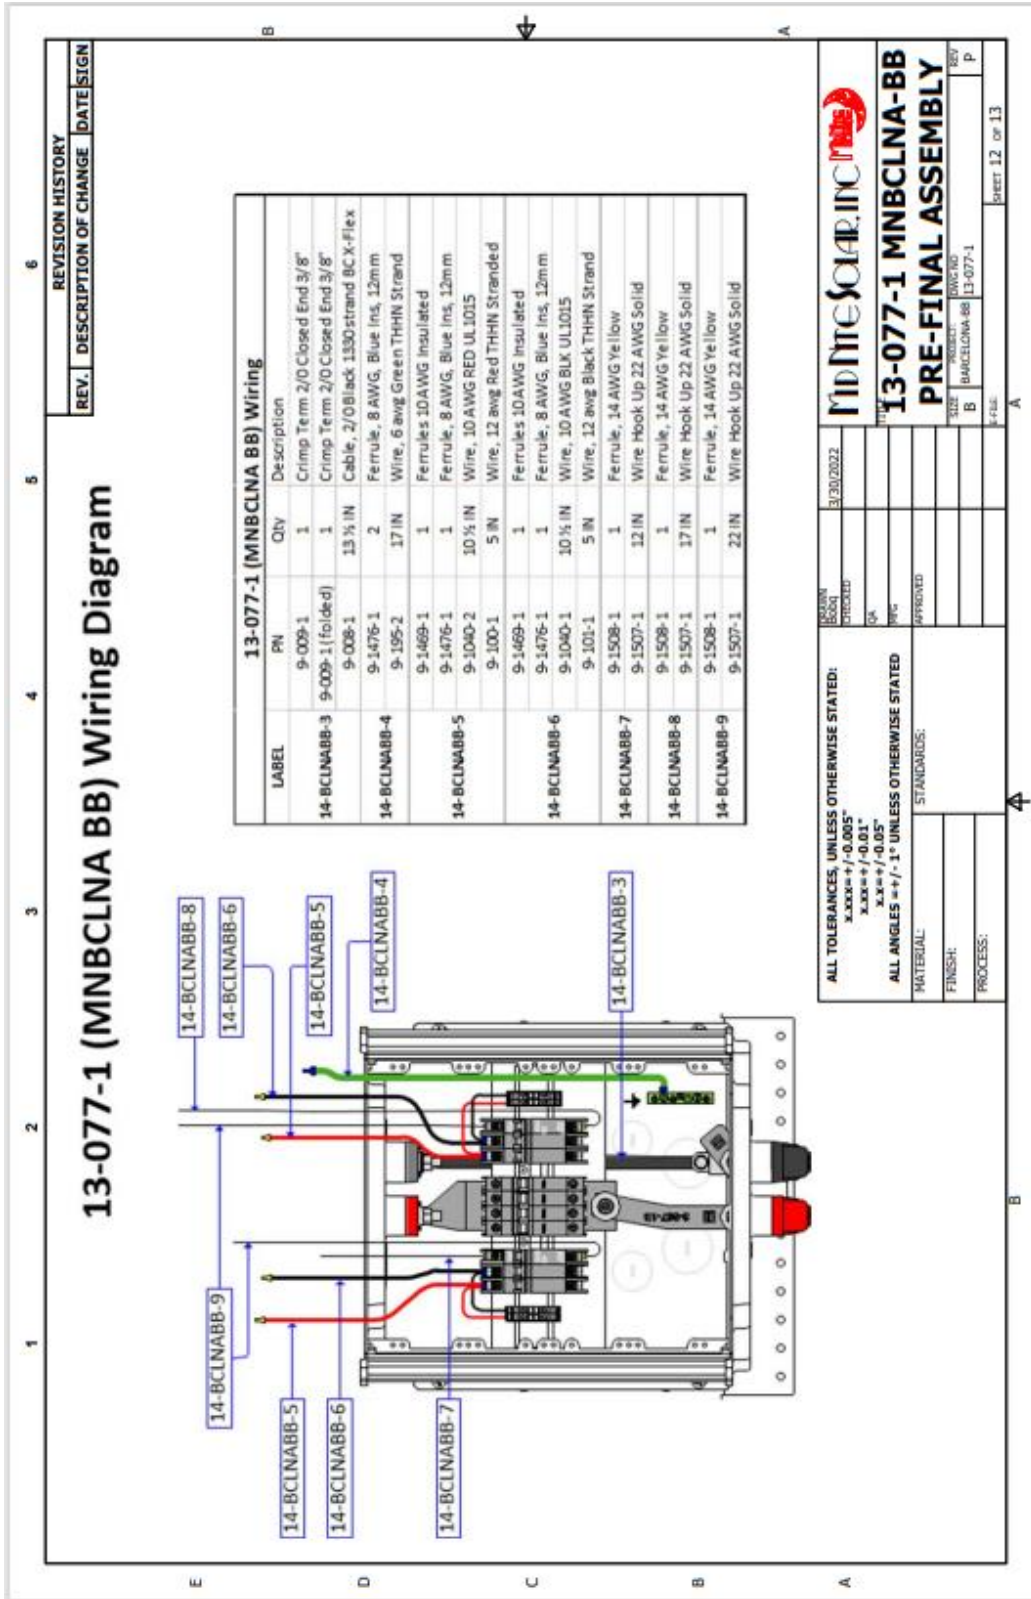 13-077-1 (MNBCLNA BB) Wiring Diagram
REVISION HISTORY
REV. DESCRIPTION OF CHANGE DATE SIGN
1 2 3 4 5 6
E
D
C
B
A
B
A
B
A
14-BCLNABB-9
14-BCLNABB-5
14-BCLNABB-6
14-BCLNABB-7
14-BCLNABB-8
14-BCLNABB-6
14-BCLNABB-5
14-BCLNABB-4
14-BCLNABB-3
13-077-1 (MNBCLNA BB) Wiring
LABEL PN Qty Description
14-BCLNABB-3 9-009-1 1 Crimp Term 2/0 Closed End 3/8"
9-009-1 (folded) 1 Crimp Term 2/0 Closed End 3/8"
9-008-1 13 ½ IN Cable, 2/0 Black 1330 strand BC X-Flex
14-BCLNABB-4 9-1476-1 2 Ferrule, 8 AWG, Blue Ins, 12mm
9-195-2 17 IN Wire, 6 awg Green THHN Strand
14-BCLNABB-5 9-1469-1 1 Ferrules 10AWG Insulated
9-1476-1 1 Ferrule, 8 AWG, Blue Ins, 12mm
9-1040-2 10 ½ IN Wire, 10 AWG RED UL1015
9-100-1 5 IN Wire, 12 awg Red THHN Stranded
14-BCLNABB-6 9-1469-1 1 Ferrules 10AWG Insulated
9-1476-1 1 Ferrule, 8 AWG, Blue Ins, 12mm
9-1040-1 10 ½ IN Wire, 10 AWG BLK UL1015
9-101-1 5 IN Wire, 12 awg Black THHN Strand
14-BCLNABB-7 9-1508-1 1 Ferrule, 14 AWG Yellow
9-1507-1 12 IN Wire Hook Up 22 AWG Solid
14-BCLNABB-8 9-1508-1 1 Ferrule, 14 AWG Yellow
9-1507-1 17 IN Wire Hook Up 22 AWG Solid
14-BCLNABB-9 9-1508-1 1 Ferrule, 14 AWG Yellow
9-1507-1 22 IN Wire Hook Up 22 AWG Solid
ALL TOLERANCES, UNLESS OTHERWISE STATED:
x.xxx=+/-0.005"
x.xx=+/-0.01"
x.x=+/-0.05"
ALL ANGLES =+/- 1° UNLESS OTHERWISE STATED
MATERIAL:
FINISH:
PROCESS:
STANDARDS:
DRAWN
BobQ 3/30/2022
CHECKED
QA
MFG
APPROVED
MIDNITE SOLAR, INC
TITLE
13-077-1 MNBCLNA-BB
PRE-FINAL ASSEMBLY
SIZE B
PROJECT: BARCELONA-BB
DWG NO 13-077-1
REV P
SHEET 12 OF 13